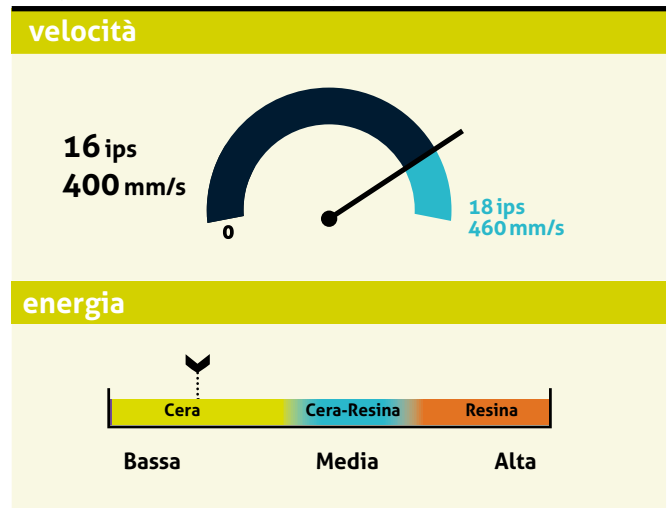 velocità
16 ips
400 mm/s
0
18 ips
460 mm/s
energia
Cera
Cera-Resina
Resina
Bassa
Media
Alta